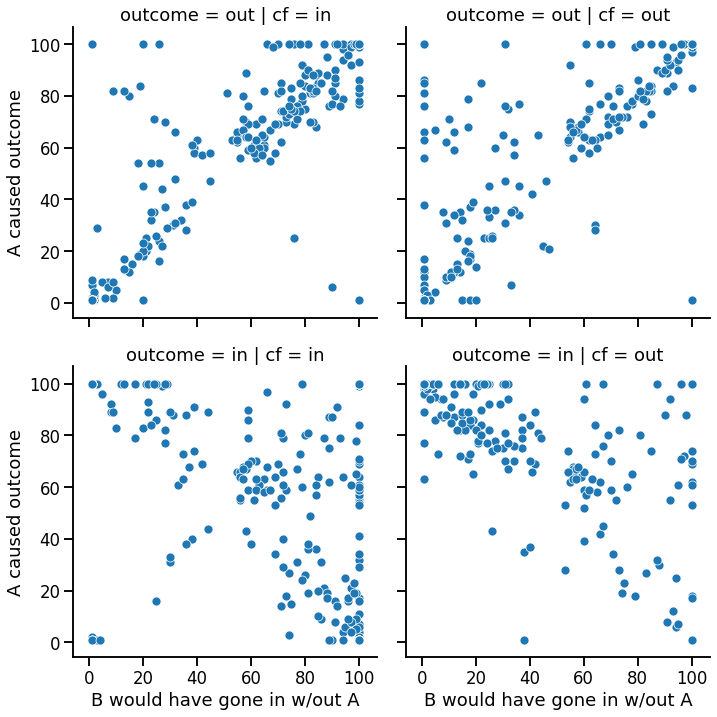 outcome = out | cf = in
outcome = out | cf = out
100
80
60
40
20
0
A caused outcome
outcome = in | cf = in
outcome = in | cf = out
100
80
60
40
20
0
A caused outcome
0 20 40 60 80 100
0 20 40 60 80 100
B would have gone in w/out A
B would have gone in w/out A